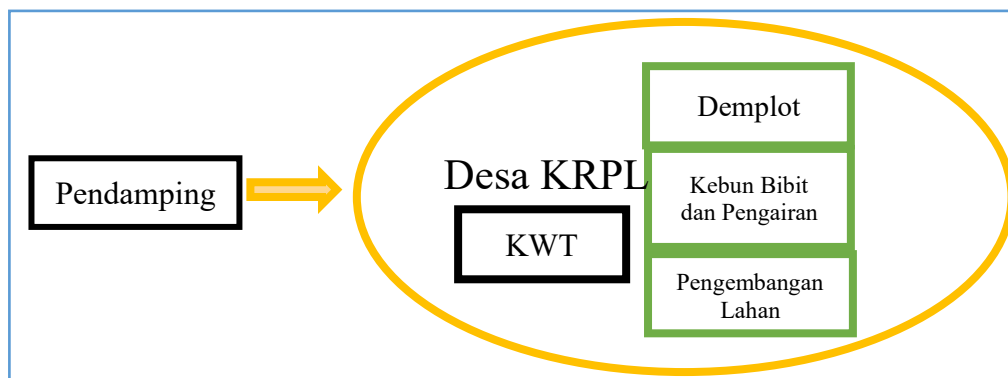 Pendamping
Desa KRPL
KWT
Demplot
Kebun Bibit
dan Pengairan
Pengembangan
Lahan